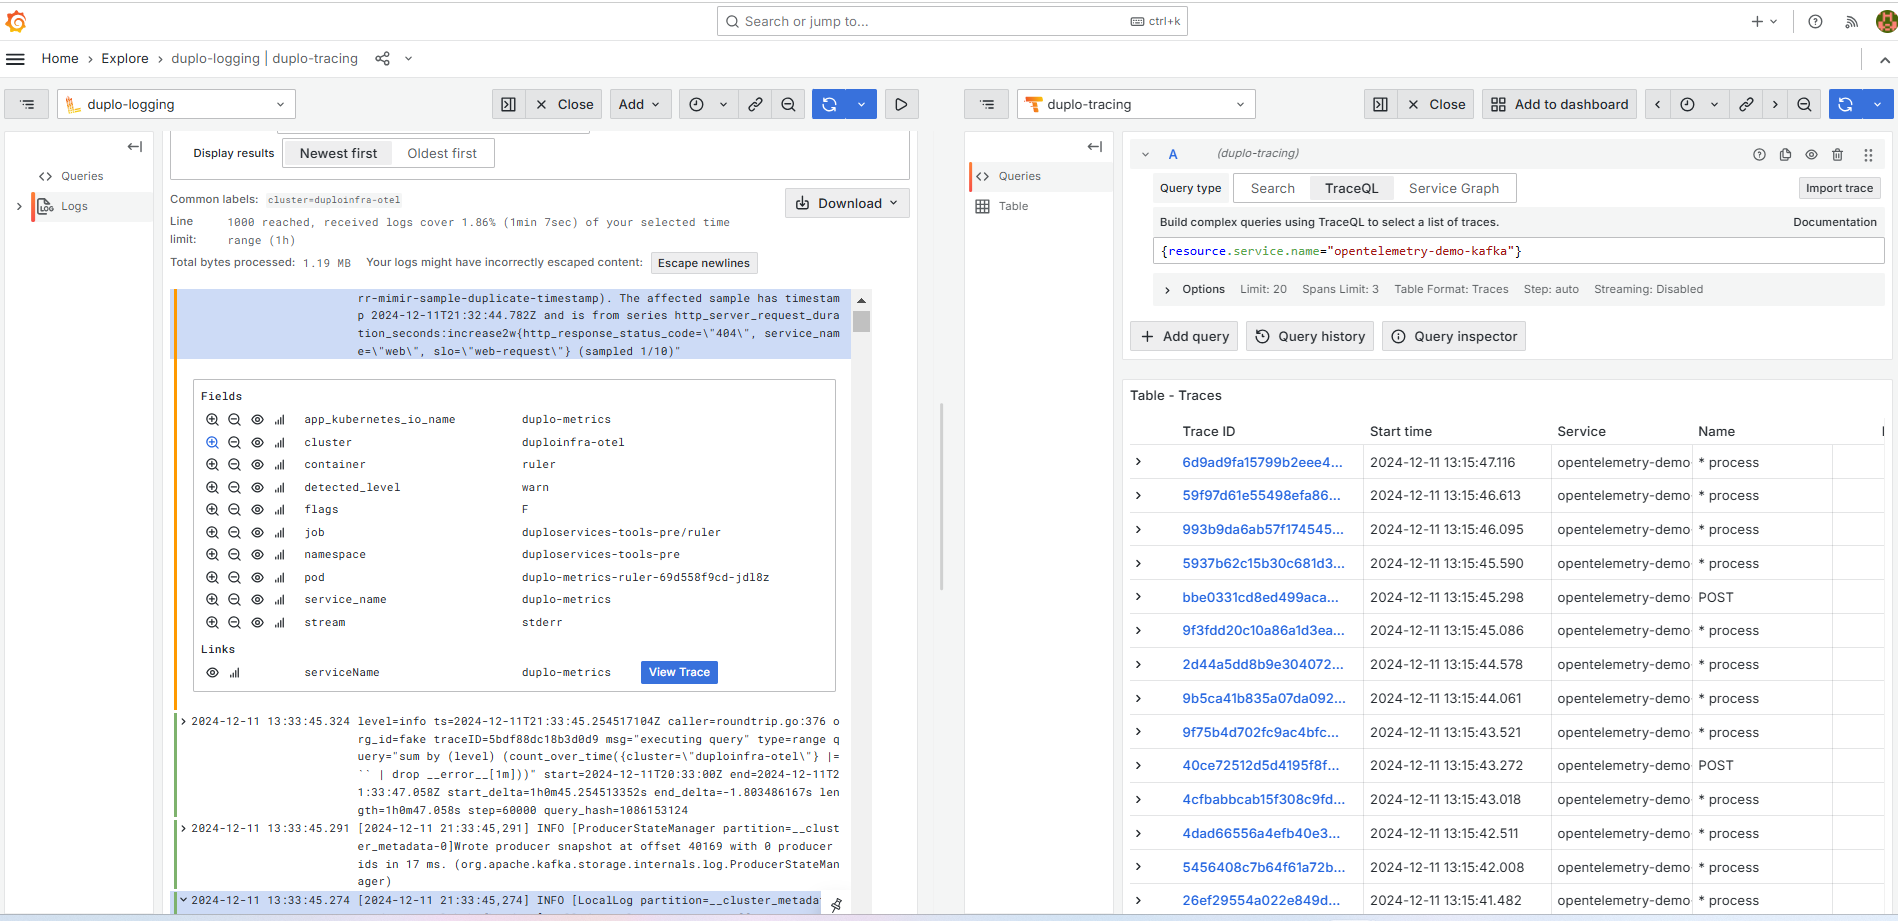 Search or jump to...
ctrl+k
Home
Explore
duplo-logging | duplo-tracing
duplo-logging
Close
Add
Queries
Logs
Display results
Newest first
Oldest first
Common labels: cluster=duploinfra-otel
Download
Line limit: 1000 reached, received logs cover 1.86% (1min 7sec) of your selected time
range (1h)
Total bytes processed: 1.19 MB
Your logs might have incorrectly escaped content:
Escape newlines
rr-mimir-sample-duplicate-timestamp). The affected sample has timestam
p 2024-12-11T21:32:44.782Z and is from series http_server_request_dura
tion_seconds:increase2w{http_response_status_code=\"404\", service_nam
e=\"web\", slo=\"web-request\"} (sampled 1/10)"
Fields
app_kubernetes_io_name duplo-metrics
cluster duploinfra-otel
container ruler
detected_level warn
flags F
job duploservices-tools-pre/ruler
namespace duploservices-tools-pre
pod duplo-metrics-ruler-69d558f9cd-jdl8z
service_name duplo-metrics
stream stderr
Links
serviceName duplo-metrics View Trace
2024-12-11 13:33:45.324 level=info ts=2024-12-11T21:33:45.254517104Z caller=roundtrip.go:376 o
rg_id=fake traceID=5bdf88dc18b3d0d9 msg="executing query" type=range q
uery="sum by (level) (count_over_time({cluster=\"duploinfra-otel\"} |=
`` | drop __error__[1m]))" start=2024-12-11T20:33:00Z end=2024-12-11T2
1:33:47.058Z start_delta=1h0m45.254513352s end_delta=-1.803486167s len
gth=1h0m47.058s step=60000 query_hash=1086153124
2024-12-11 13:33:45.291 [2024-12-11 21:33:45,291] INFO [ProducerStateManager partition=__clust
er_metadata-0]Wrote producer snapshot at offset 40169 with 0 producer
ids in 17 ms. (org.apache.kafka.storage.internals.log.ProducerStateMan
ager)
2024-12-11 13:33:45.274 [2024-12-11 21:33:45,274] INFO [LocalLog partition=__cluster_metada
duplo-tracing
Close
Add to dashboard
Queries
Table
A
(duplo-tracing)
Query type
Search
TraceQL
Service Graph
Import trace
Build complex queries using TraceQL to select a list of traces.
Documentation
{resource.service.name="opentelemetry-demo-kafka"}
Options Limit: 20 Spans Limit: 3 Table Format: Traces Step: auto Streaming: Disabled
Add query
Query history
Query inspector
Table - Traces
Trace ID Start time Service Name
6d9ad9fa15799b2eee4... 2024-12-11 13:15:47.116 opentelemetry-demo * process
59f97d61e55498efa86... 2024-12-11 13:15:46.613 opentelemetry-demo * process
993b9da6ab57f174545... 2024-12-11 13:15:46.095 opentelemetry-demo * process
5937b62c15b30c681d3... 2024-12-11 13:15:45.590 opentelemetry-demo * process
bbe0331cd8ed499aca... 2024-12-11 13:15:45.298 opentelemetry-demo POST
9f3fdd20c10a86a1d3ea... 2024-12-11 13:15:45.086 opentelemetry-demo * process
2d44a5dd8b9e304072... 2024-12-11 13:15:44.578 opentelemetry-demo * process
9b5ca41b835a07da092... 2024-12-11 13:15:44.061 opentelemetry-demo * process
9f75b4d702fc9ac4bfc... 2024-12-11 13:15:43.521 opentelemetry-demo * process
40ce72512d5d4195f8f... 2024-12-11 13:15:43.272 opentelemetry-demo POST
4cfbabbcab15f308c9fd... 2024-12-11 13:15:43.018 opentelemetry-demo * process
4dad66556a4efb40e3... 2024-12-11 13:15:42.511 opentelemetry-demo * process
5456408c7b64f61a72b... 2024-12-11 13:15:42.008 opentelemetry-demo * process
26ef29554a022e849d... 2024-12-11 13:15:41.482 opentelemetry-demo * process